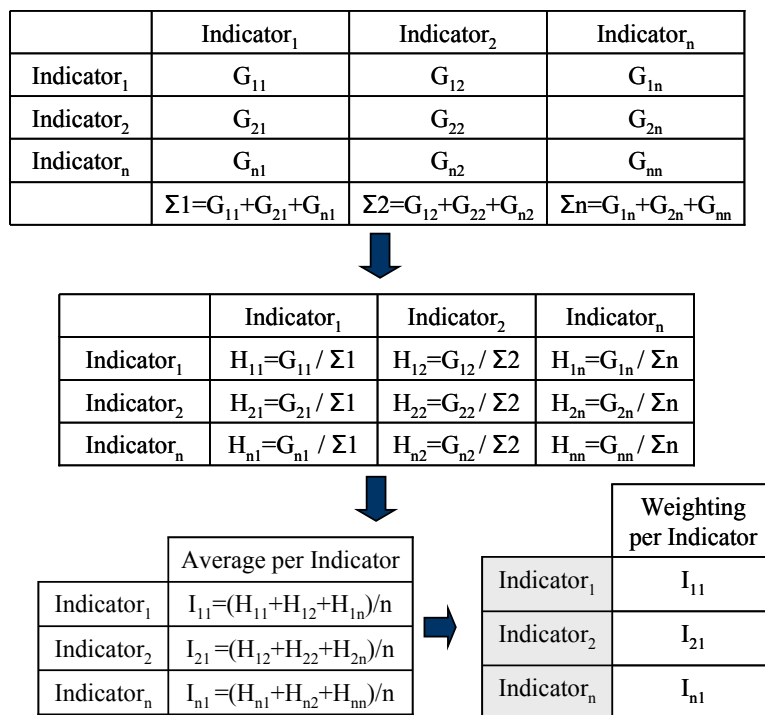 Indicator₁ Indicator₂ Indicatorₙ
Indicator₁ G₁₁ G₁₂ G₁ₙ
Indicator₂ G₂₁ G₂₂ G₂ₙ
Indicatorₙ Gₙ₁ Gₙ₂ Gₙₙ
Σ1=G₁₁+G₂₁+Gₙ₁ Σ2=G₁₂+G₂₂+Gₙ₂ Σn=G₁ₙ+G₂ₙ+Gₙₙ
Indicator₁ Indicator₂ Indicatorₙ
Indicator₁ H₁₁=G₁₁ / Σ1 H₁₂=G₁₂ / Σ2 H₁ₙ=G₁ₙ / Σn
Indicator₂ H₂₁=G₂₁ / Σ1 H₂₂=G₂₂ / Σ2 H₂ₙ=G₂ₙ / Σn
Indicatorₙ Hₙ₁=Gₙ₁ / Σ1 Hₙ₂=Gₙ₂ / Σ2 Hₙₙ=Gₙₙ / Σn
Average per Indicator
Indicator₁ I₁₁=(H₁₁+H₁₂+H₁ₙ)/n
Indicator₂ I₂₁=(H₁₂+H₂₂+H₂ₙ)/n
Indicatorₙ Iₙ₁=(Hₙ₁+Hₙ₂+Hₙₙ)/n
Weighting
per Indicator
Indicator₁ I₁₁
Indicator₂ I₂₁
Indicatorₙ Iₙ₁